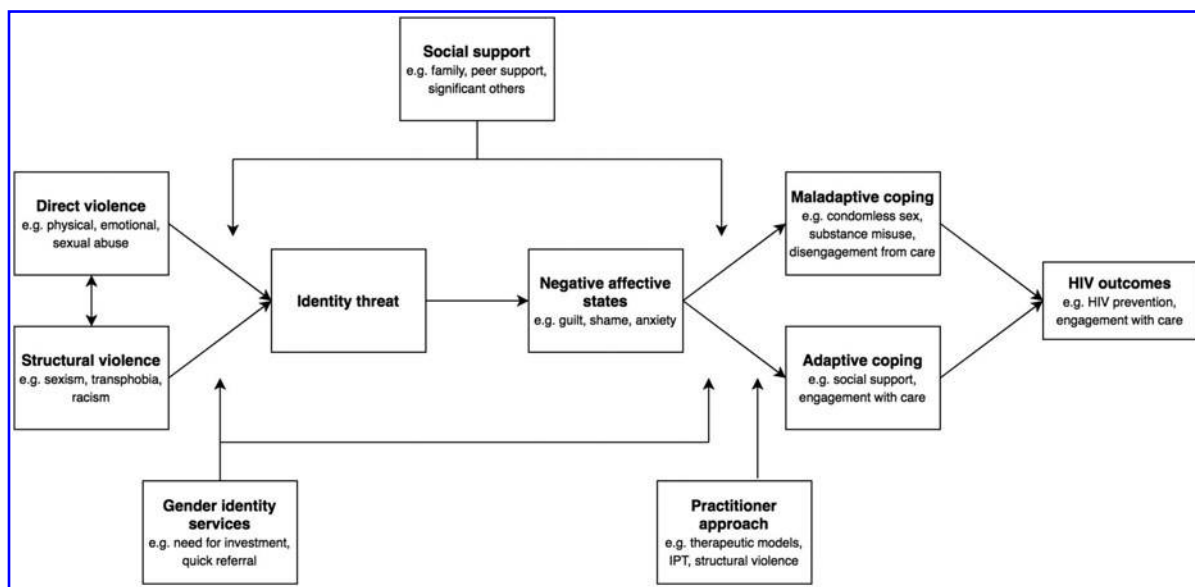 Social support
e.g. family, peer support,
significant others
Direct violence
e.g. physical, emotional,
sexual abuse
Structural violence
e.g. sexism, transphobia,
racism
Identity threat
Negative affective
states
e.g. guilt, shame, anxiety
Maladaptive coping
e.g. condomless sex,
substance misuse,
disengagement from care
Adaptive coping
e.g. social support,
engagement with care
HIV outcomes
e.g. HIV prevention,
engagement with care
Gender identity
services
e.g. need for investment,
quick referral
Practitioner
approach
e.g. therapeutic models,
IPT, structural violence